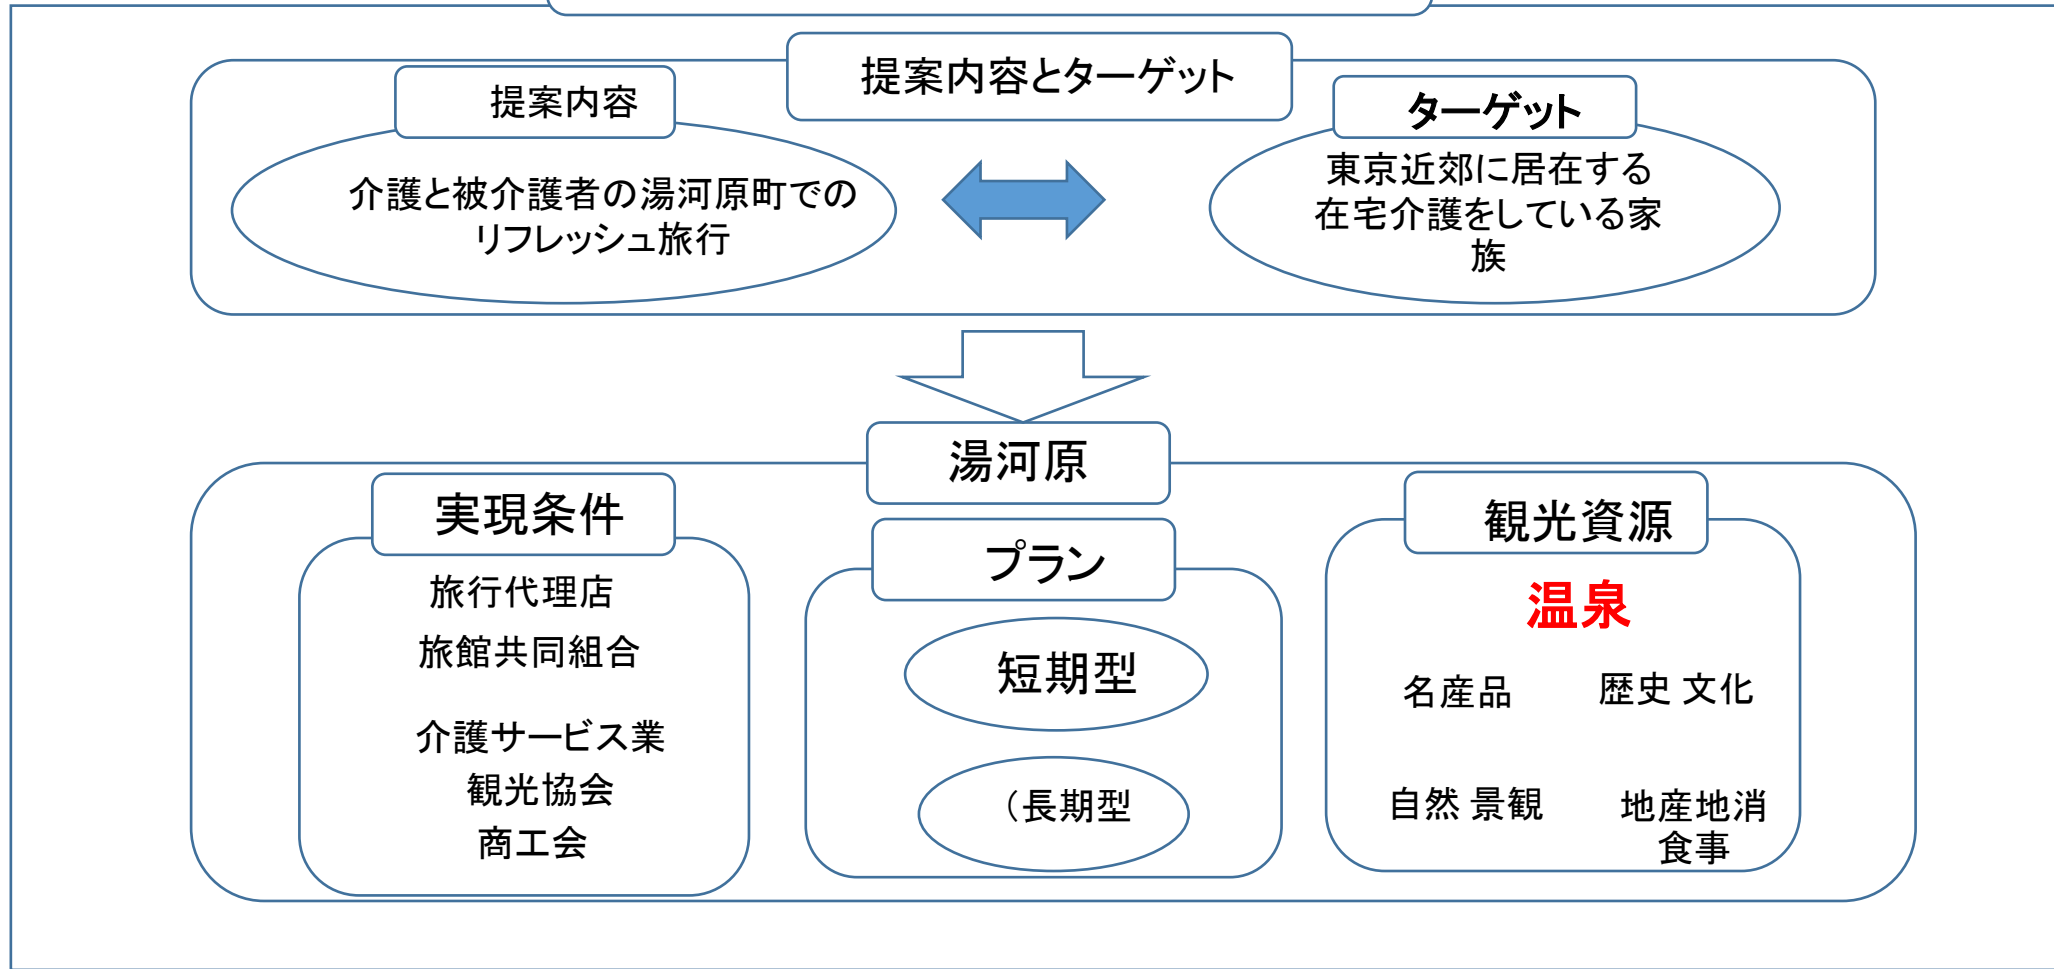 提案内容とターゲット
提案内容
介護と被介護者の湯河原町での
リフレッシュ旅行
ターゲット
東京近郊に居在する
在宅介護をしている家
族
湯河原
実現条件
旅行代理店
旅館共同組合
介護サービス業
観光協会
商工会
プラン
短期型
（長期型
観光資源
温泉
名産品
歴史 文化
自然 景観
地産地消
食事